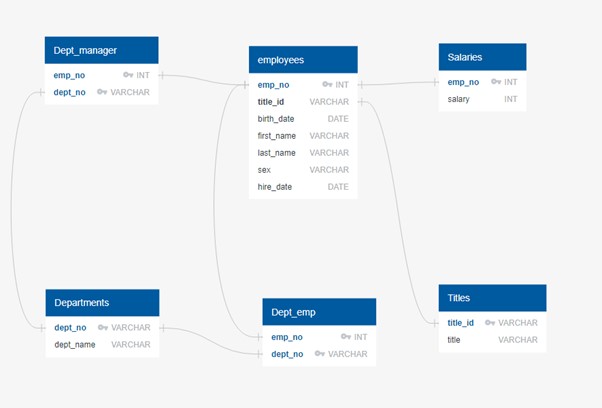 Dept_manager
emp_no INT
dept_no VARCHAR
employees
emp_no INT
title_id VARCHAR
birth_date DATE
first_name VARCHAR
last_name VARCHAR
sex VARCHAR
hire_date DATE
Salaries
emp_no INT
salary INT
Departments
dept_no VARCHAR
dept_name VARCHAR
Dept_emp
emp_no INT
dept_no VARCHAR
Titles
title_id VARCHAR
title VARCHAR